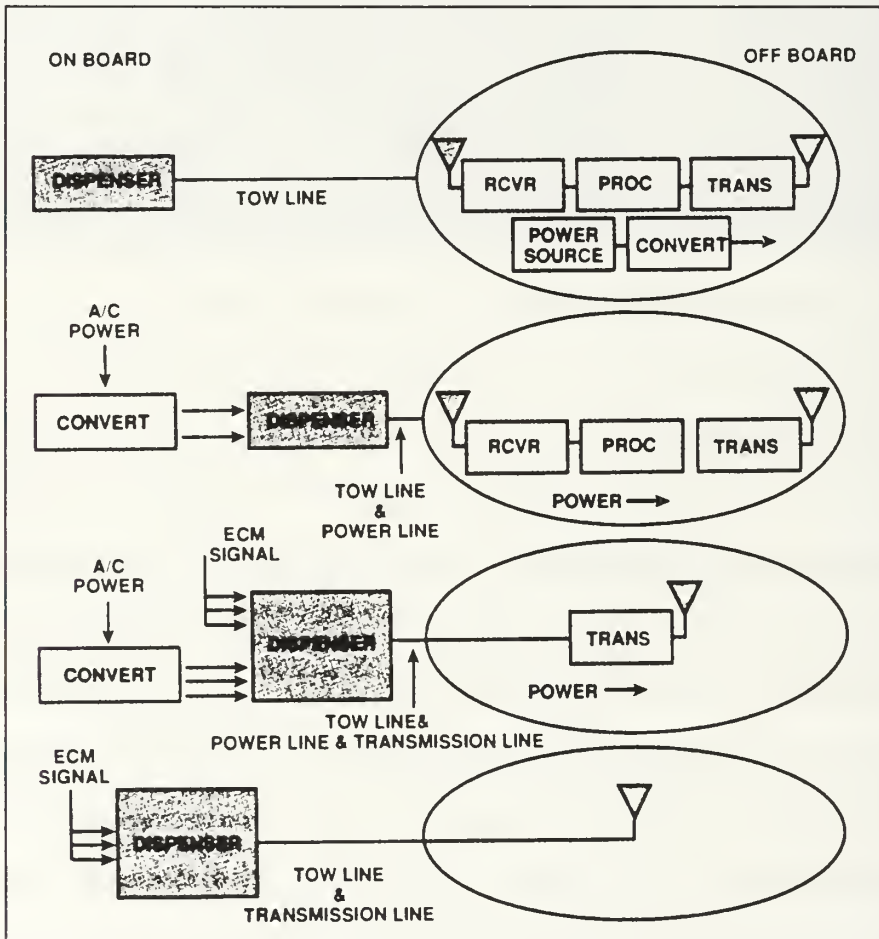 ON BOARD
OFF BOARD
DISPENSER
TOW LINE
RCVR
PROC
TRANS
POWER
SOURCE
CONVERT
A/C
POWER
CONVERT
DISPENSER
TOW LINE
&
POWER LINE
RCVR
PROC
TRANS
POWER
ECM
SIGNAL
A/C
POWER
CONVERT
DISPENSER
TOW LINE&
POWER LINE & TRANSMISSION LINE
TRANS
POWER
ECM
SIGNAL
DISPENSER
TOW LINE
&
TRANSMISSION LINE